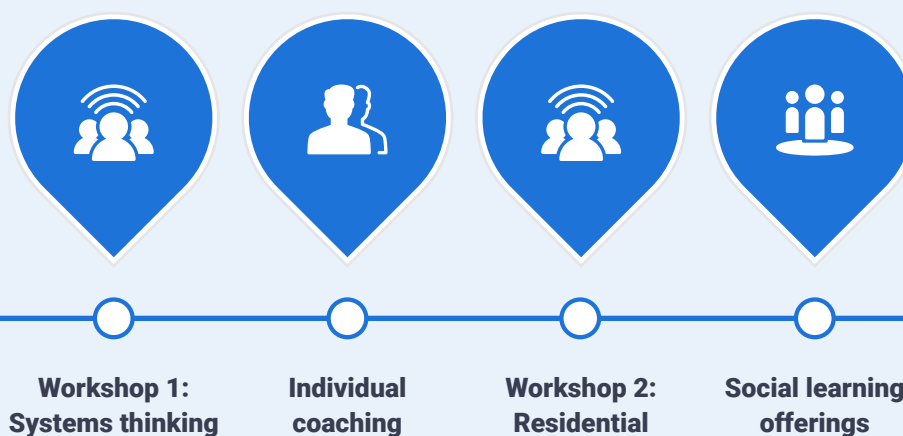 Workshop 1:
Systems thinking
Individual
coaching
Workshop 2:
Residential
Social learning
offerings